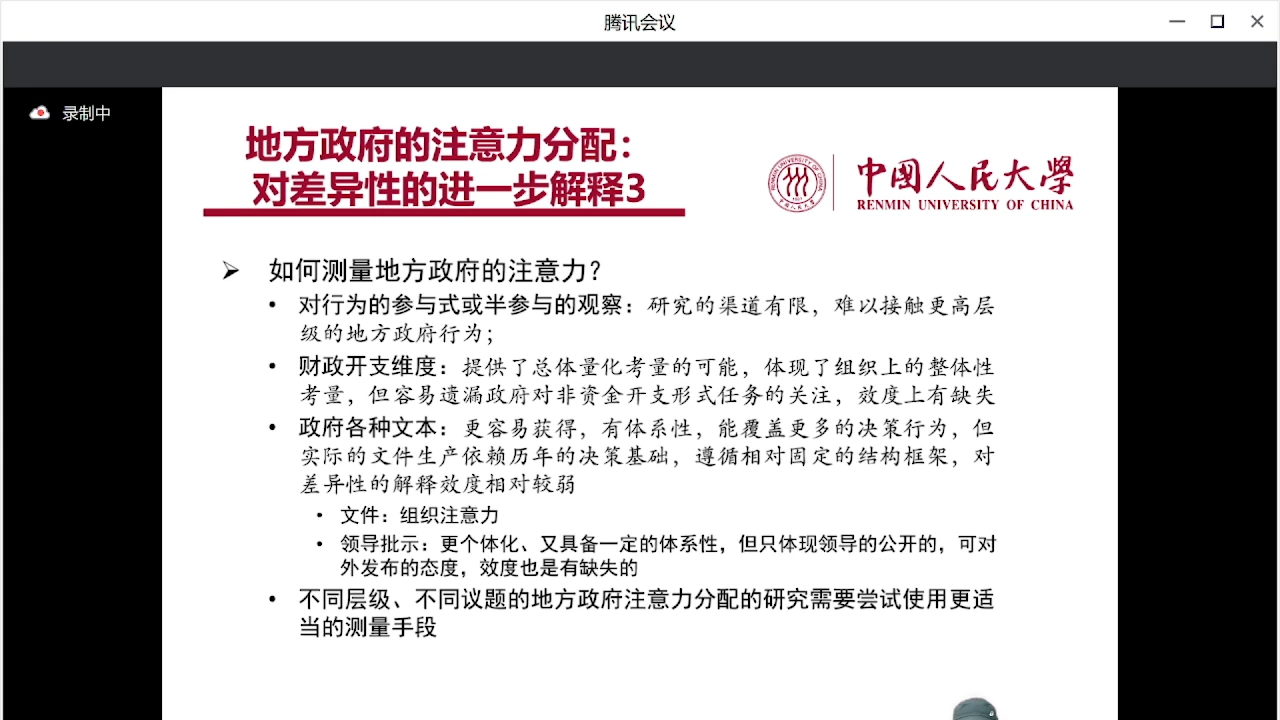 腾讯会议
录制中
地方政府的注意力分配：
对差异性的进一步解释3
RENMIN UNIVERSITY OF CHINA
中國人民大學
1937
中国人民大学
RENMIN UNIVERSITY OF CHINA
➢ 如何测量地方政府的注意力？
• 对行为的参与式或半参与的观察：研究的渠道有限，难以接触更高层
级的地方政府行为；
• 财政开支维度：提供了总体量化考量的可能，体现了组织上的整体性
考量，但容易遗漏政府对非资金开支形式任务的关注，效度上有缺失
• 政府各种文本：更容易获得，有体系性，能覆盖更多的决策行为，但
实际的文件生产依赖历年的决策基础，遵循相对固定的结构框架，对
差异性的解释效度相对较弱
• 文件：组织注意力
• 领导批示：更个体化、又具备一定的体系性，但只体现领导的公开的，可对
外发布的态度，效度也是有缺失的
• 不同层级、不同议题的地方政府注意力分配的研究需要尝试使用更适
当的测量手段